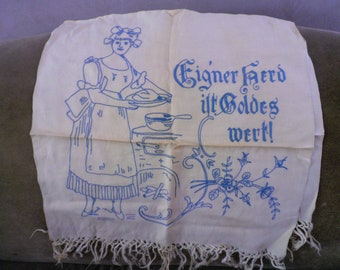 Eigner Herd
ist Goldes
wert!